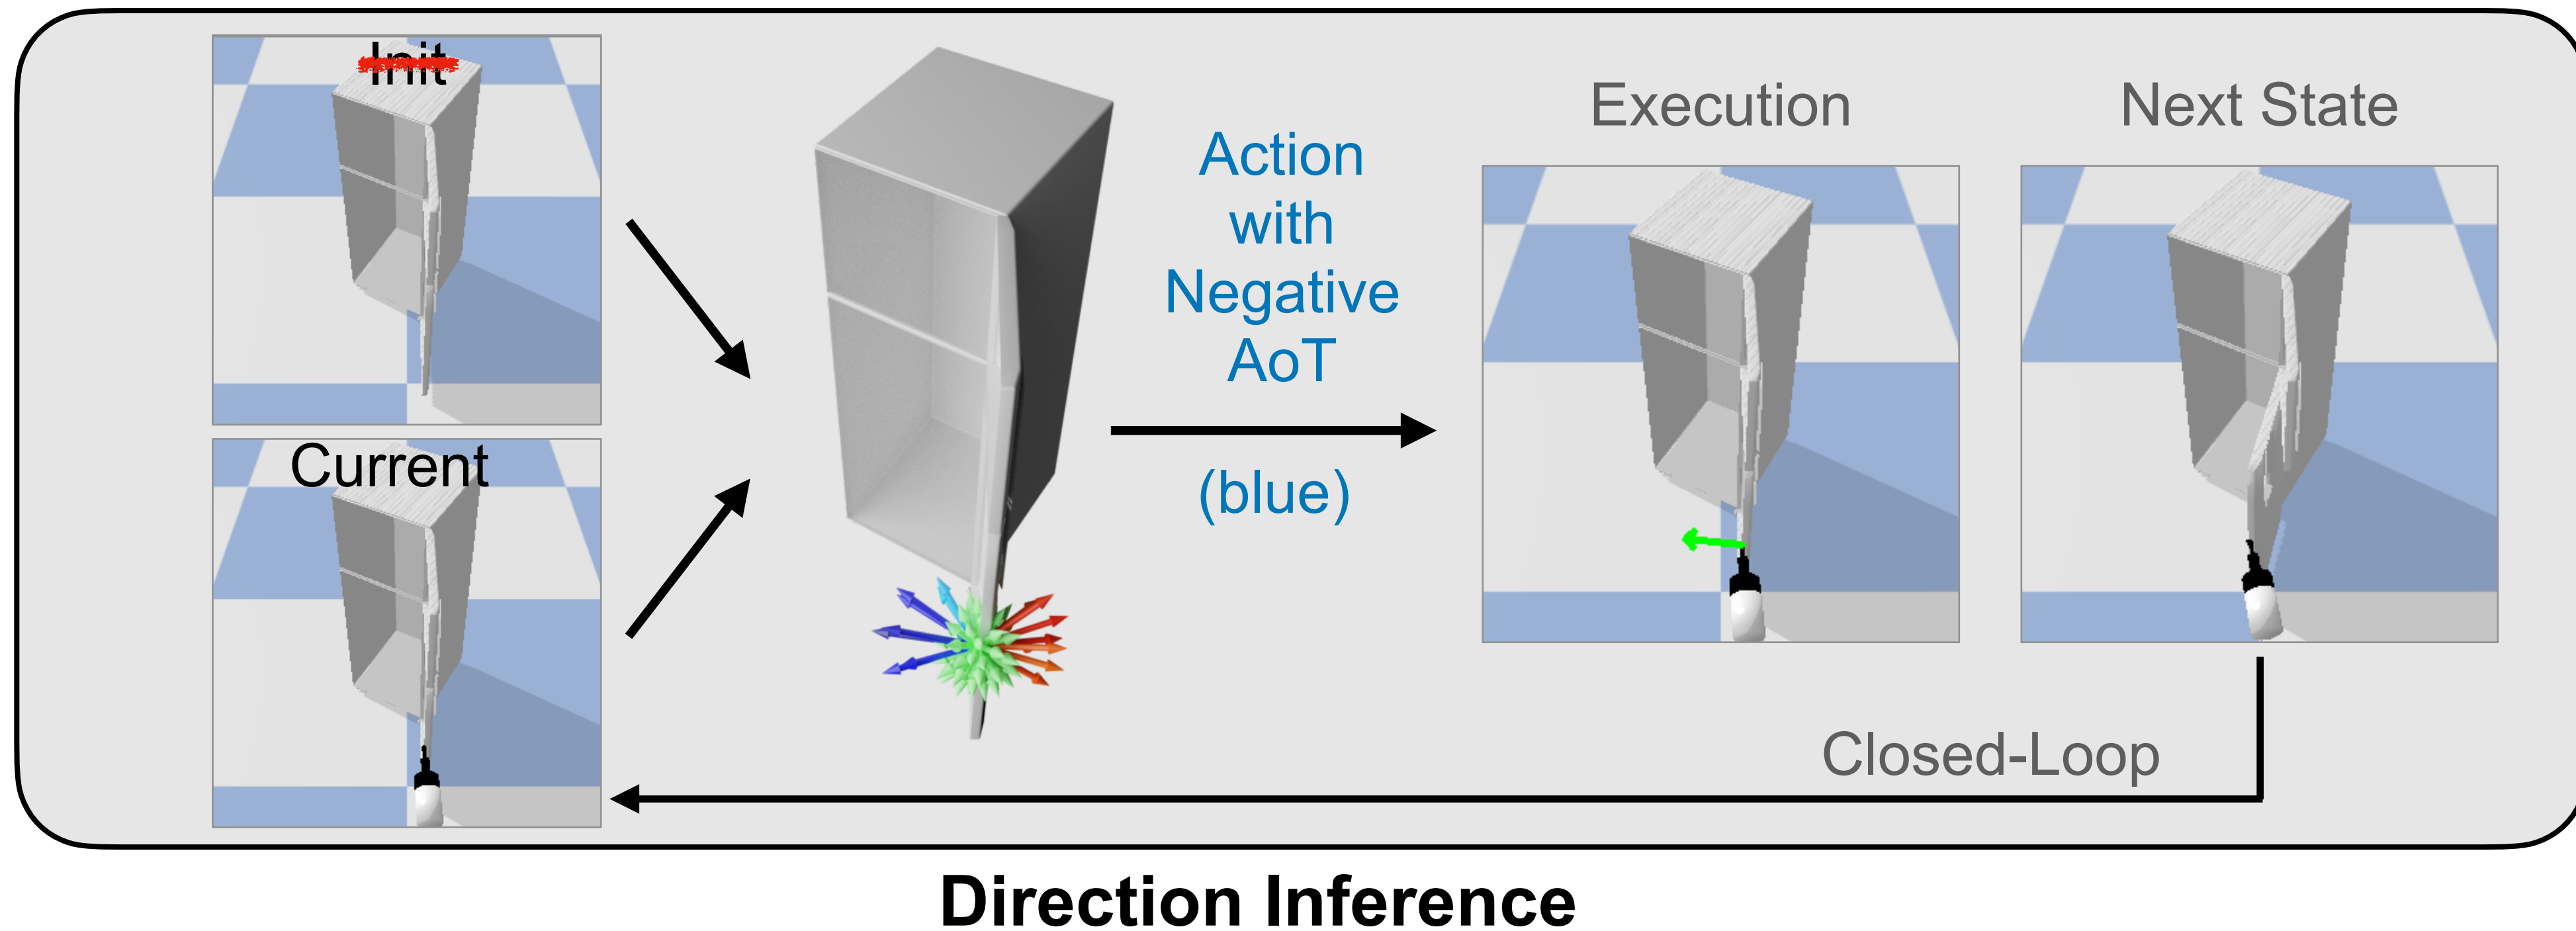 Init
Current
Action
with
Negative
AoT
(blue)
Execution
Next State
Closed-Loop
Direction Inference